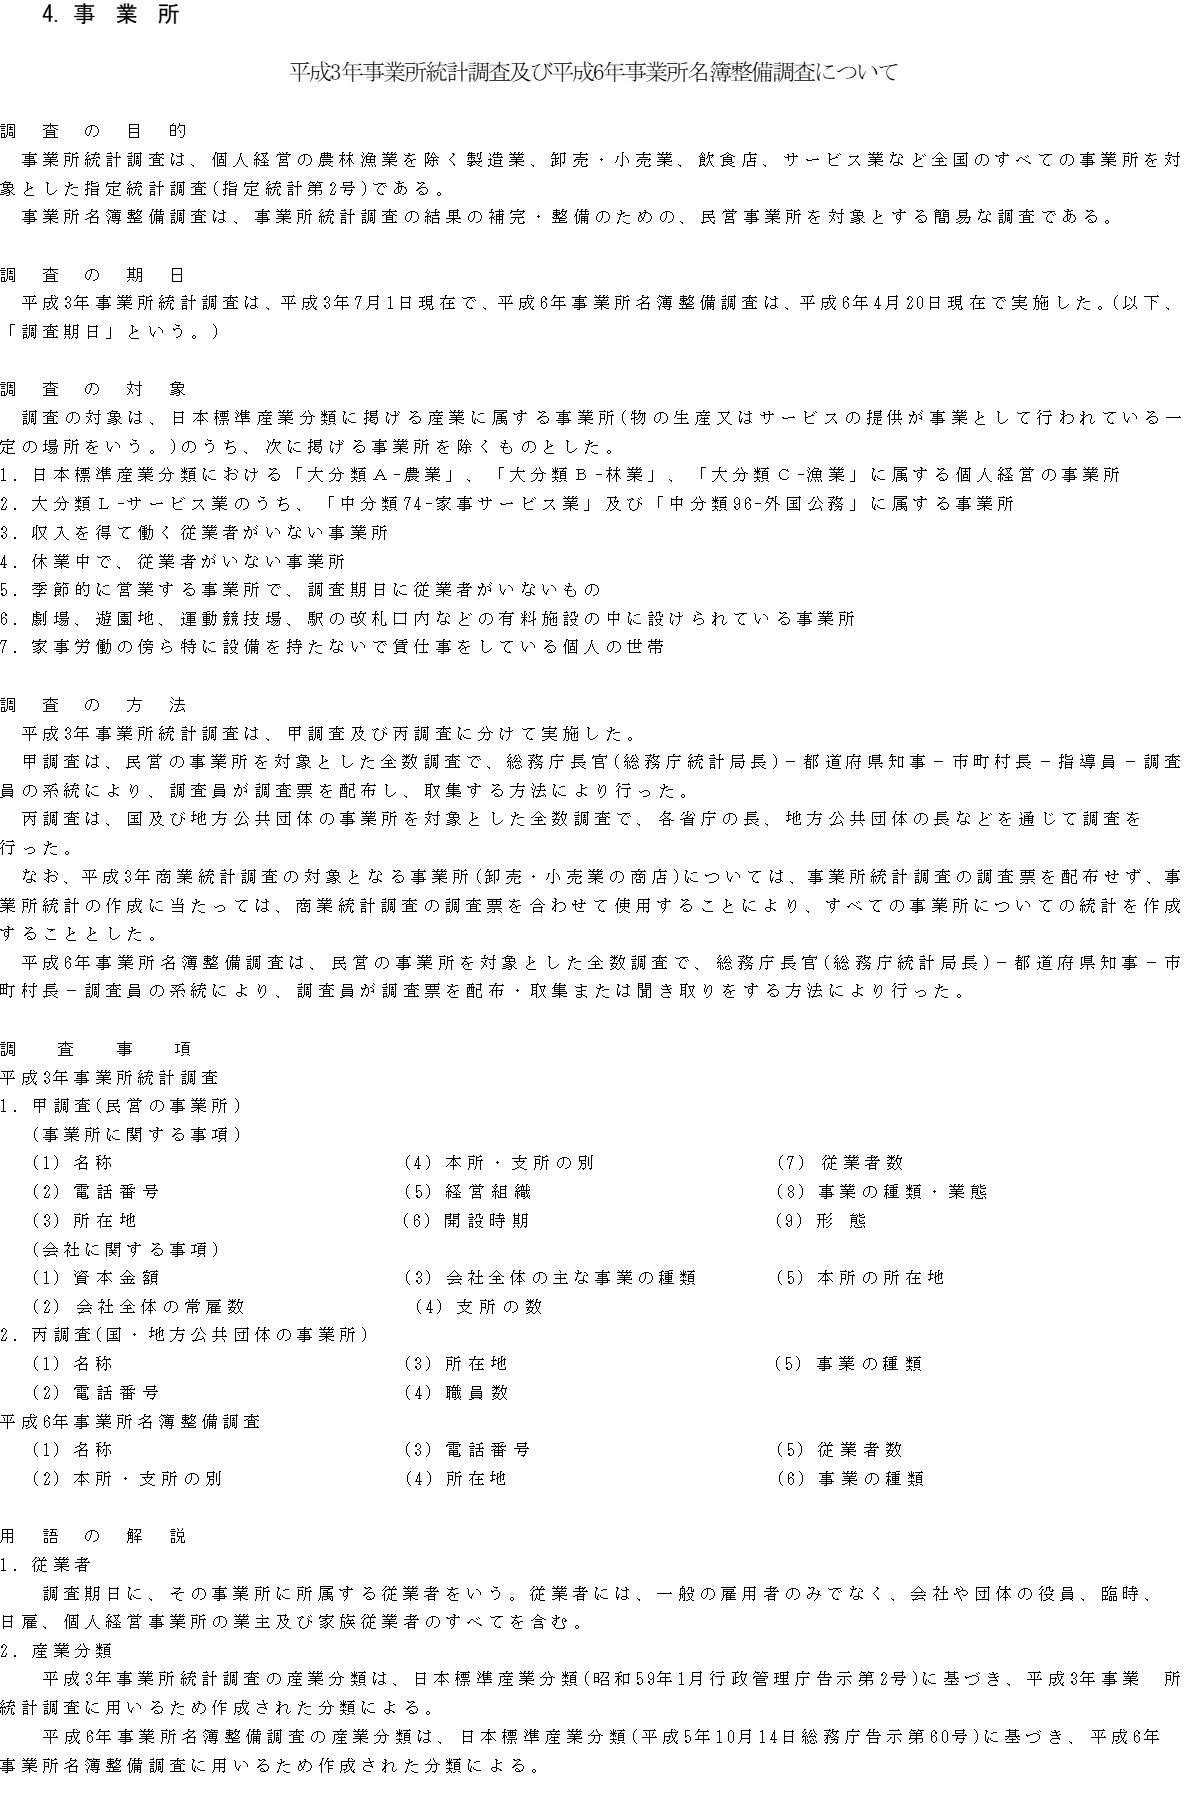 4. 事　業　所
平成3年事業所統計調査及び平成6年事業所名簿整備調査について
調　査　の　目　的
　事業所統計調査は、個人経営の農林漁業を除く製造業、卸売・小売業、飲食店、サービス業など全国のすべての事業所を対
象とした指定統計調査(指定統計第2号)である。
　事業所名簿整備調査は、事業所統計調査の結果の補完・整備のための、民営事業所を対象とする簡易な調査である。
調　査　の　期　日
　平成3年事業所統計調査は、平成3年7月1日現在で、平成6年事業所名簿整備調査は、平成6年4月20日現在で実施した。(以下、
「調査期日」という。)
調　査　の　対　象
　調査の対象は、日本標準産業分類に掲げる産業に属する事業所(物の生産又はサービスの提供が事業として行われている一
定の場所をいう。)のうち、次に掲げる事業所を除くものとした。
1. 日本標準産業分類における「大分類Ａ-農業」、「大分類Ｂ-林業」、「大分類Ｃ-漁業」に属する個人経営の事業所
2. 大分類Ｌ-サービス業のうち、「中分類74-家事サービス業」及び「中分類96-外国公務」に属する事業所
3. 収入を得て働く従業者がいない事業所
4. 休業中で、従業者がいない事業所
5. 季節的に営業する事業所で、調査期日に従業者がいないもの
6. 劇場、遊園地、運動競技場、駅の改札口内などの有料施設の中に設けられている事業所
7. 家事労働の傍ら特に設備を持たないで賃仕事をしている個人の世帯
調　査　の　方　法
　平成3年事業所統計調査は、甲調査及び丙調査に分けて実施した。
　甲調査は、民営の事業所を対象とした全数調査で、総務庁長官(総務庁統計局長)－都道府県知事－市町村長－指導員－調査
員の系統により、調査員が調査票を配布し、取集する方法により行った。
　丙調査は、国及び地方公共団体の事業所を対象とした全数調査で、各省庁の長、地方公共団体の長などを通じて調査を
行った。
　なお、平成3年商業統計調査の対象となる事業所(卸売・小売業の商店)については、事業所統計調査の調査票を配布せず、事
業所統計の作成に当たっては、商業統計調査の調査票を合わせて使用することにより、すべての事業所についての統計を作成
することとした。
　平成6年事業所名簿整備調査は、民営の事業所を対象とした全数調査で、総務庁長官(総務庁統計局長)－都道府県知事－市
町村長－調査員の系統により、調査員が調査票を配布・取集または聞き取りをする方法により行った。
調　査　事　項
平成3年事業所統計調査
1. 甲調査(民営の事業所)
(事業所に関する事項)
(1) 名称　(4) 本所・支所の別　(7) 従業者数
(2) 電話番号　(5) 経営組織　(8) 事業の種類・業態
(3) 所在地　(6) 開設時期　(9) 形 態
(会社に関する事項)
(1) 資本金額　(3) 会社全体の主な事業の種類　(5) 本所の所在地
(2) 会社全体の常雇数　(4) 支所の数
2. 丙調査(国・地方公共団体の事業所)
(1) 名称　(3) 所在地　(5) 事業の種類
(2) 電話番号　(4) 職員数
平成6年事業所名簿整備調査
(1) 名称　(3) 電話番号　(5) 従業者数
(2) 本所・支所の別　(4) 所在地　(6) 事業の種類
用　語　の　解　説
1. 従業者
　調査期日に、その事業所に所属する従業者をいう。従業者には、一般の雇用者のみでなく、会社や団体の役員、臨時、
日雇、個人経営事業所の業主及び家族従業者のすべてを含む。
2. 産業分類
　平成3年事業所統計調査の産業分類は、日本標準産業分類(昭和59年1月行政管理庁告示第2号)に基づき、平成3年事業　所
統計調査に用いるため作成された分類による。
　平成6年事業所名簿整備調査の産業分類は、日本標準産業分類(平成5年10月14日総務庁告示第60号)に基づき、平成6年
事業所名簿整備調査に用いるため作成された分類による。